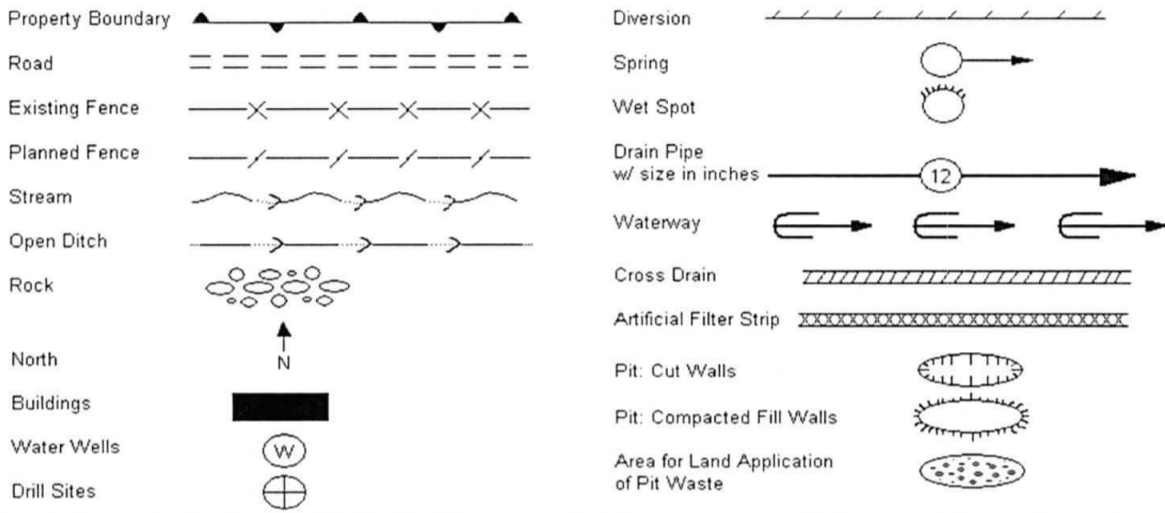 Property Boundary
Road
Existing Fence
Planned Fence
Stream
Open Ditch
Rock
North
N
Buildings
Water Wells
W
Drill Sites
Diversion
Spring
Wet Spot
Drain Pipe
w/ size in inches
12
Waterway
Cross Drain
Artificial Filter Strip
Pit: Cut Walls
Pit: Compacted Fill Walls
Area for Land Application
of Pit Waste